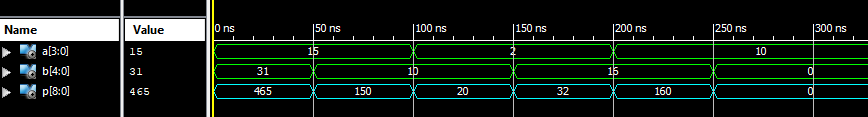 Name Value 0 ns 50 ns 100 ns 150 ns 200 ns 250 ns 300 ns
a[3:0] 15 15 2 10
b[4:0] 31 31 10 16 0
p[8:0] 465 465 150 20 32 160 0